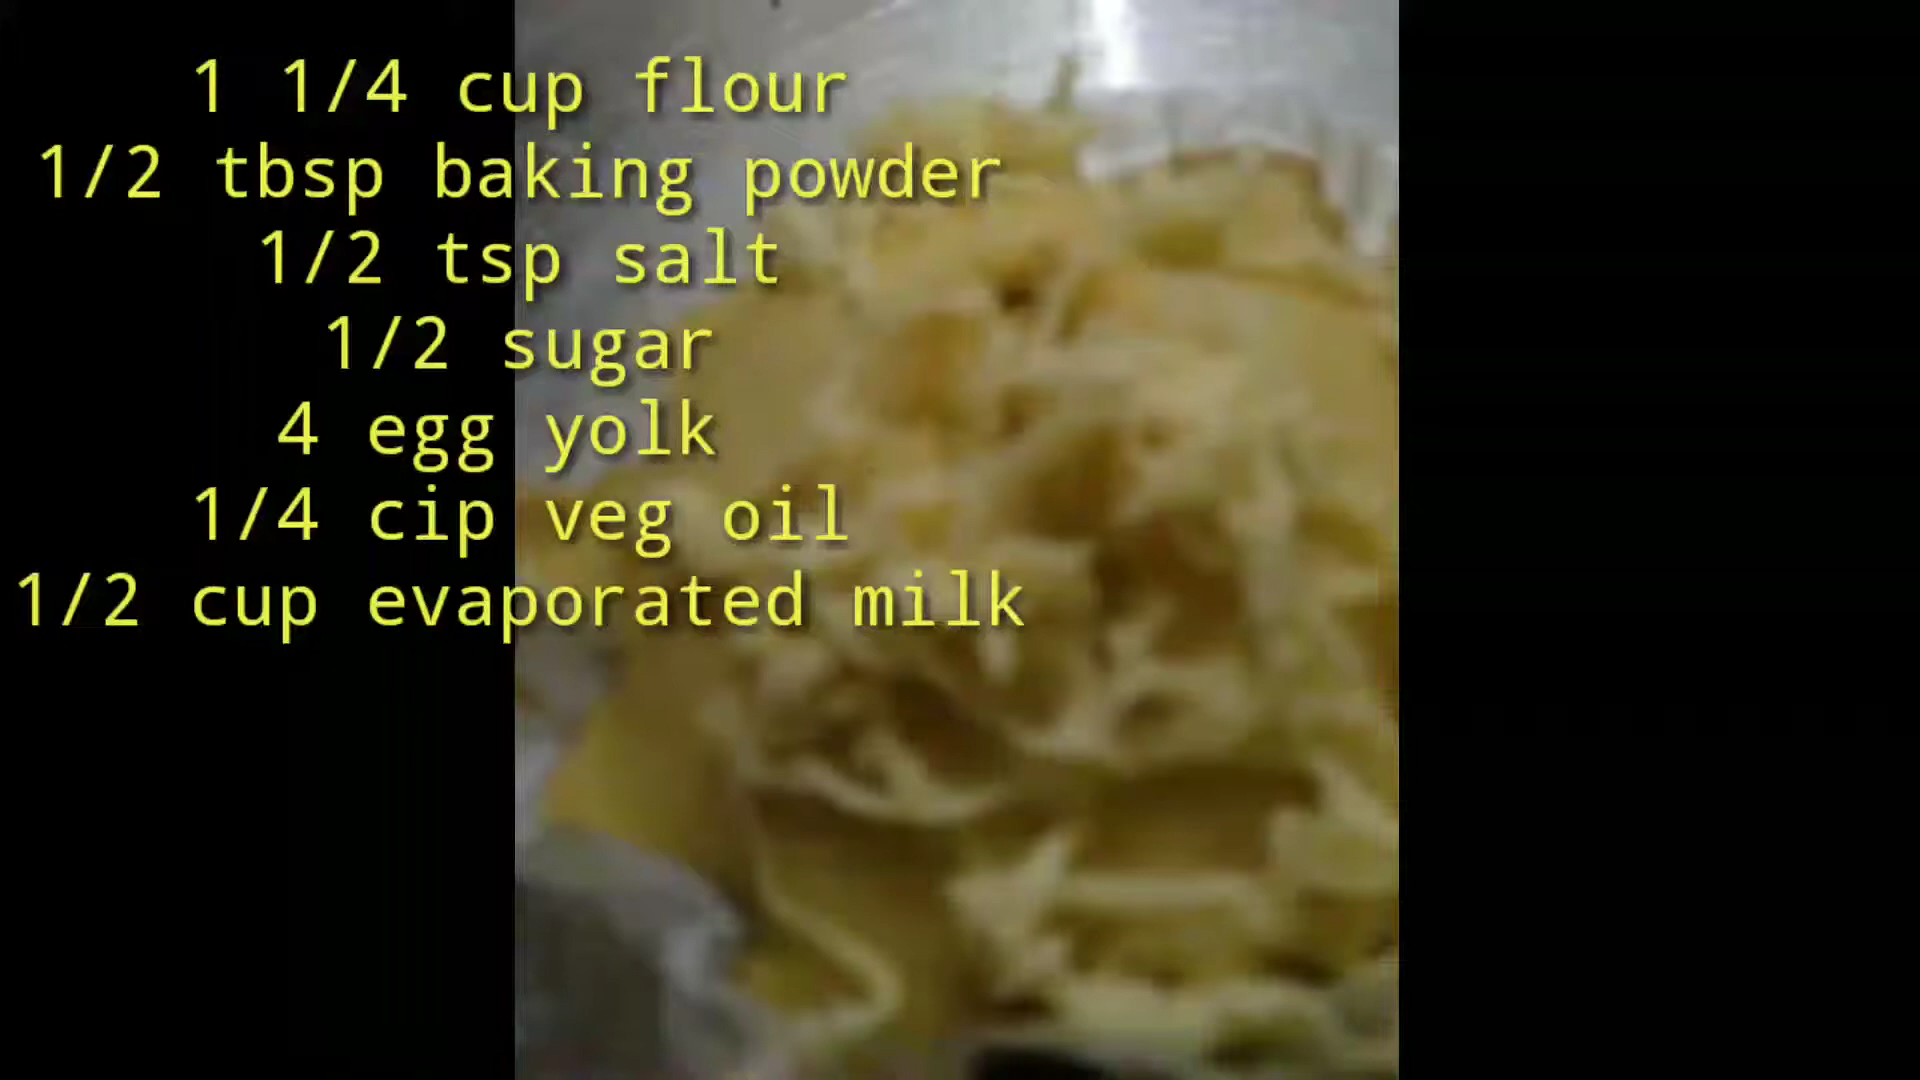 1 1/4 cup flour
1/2 tbsp baking powder
1/2 tsp salt
1/2 sugar
4 egg yolk
1/4 cip veg oil
1/2 cup evaporated milk